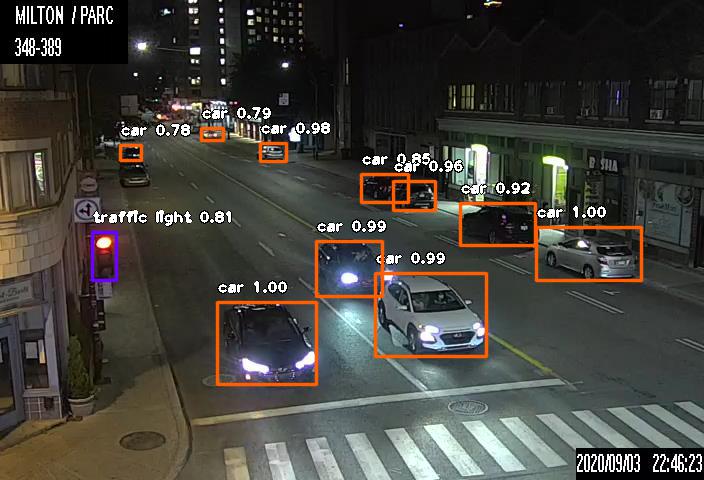 MILTON / PARC
348-389
car 0.79
car 0.78
car 0.98
car 0.85
car 0.96
car 0.92
car 1.00
traffic light 0.81
car 0.99
car 0.99
car 1.00
2020/09/03 22:46:23